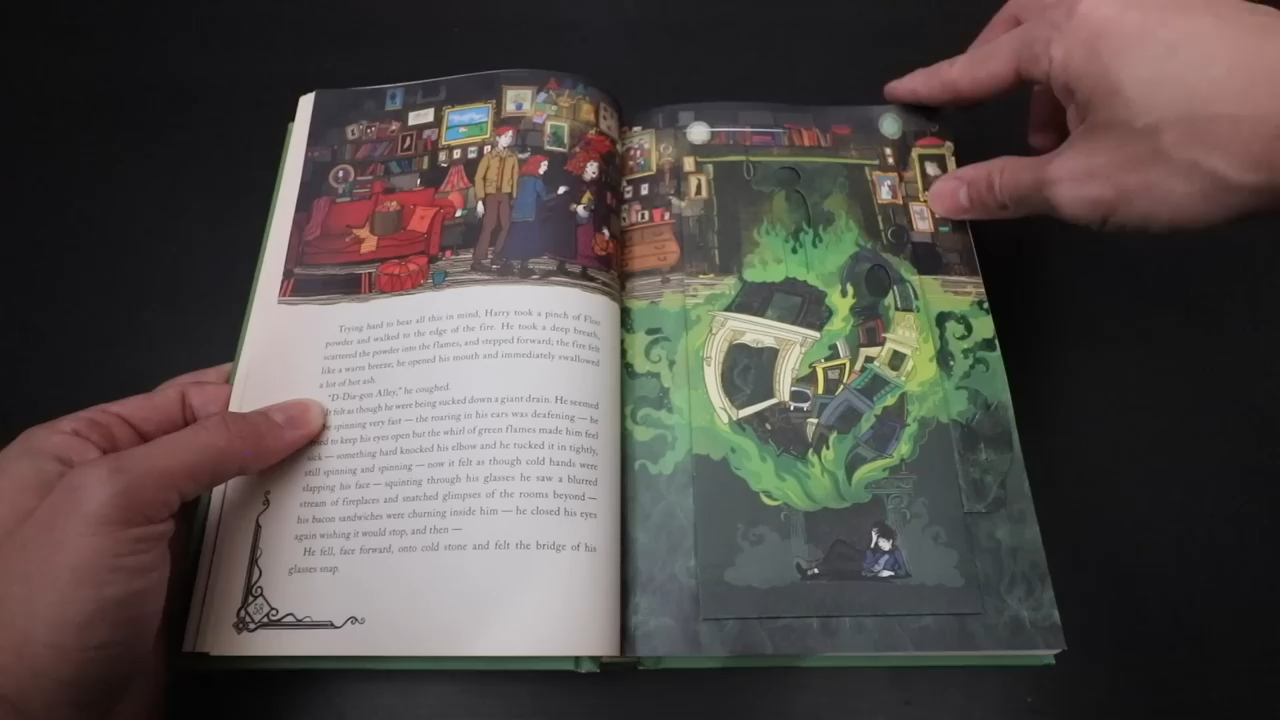 Trying hard to bear all this in mind, Harry took a pinch of Floo
powder and walked to the edge of the fire. He took a deep breath,
scattered the powder into the flames, and stepped forward; the fire felt
like a warm breeze; he opened his mouth and immediately swallowed
a lot of hot ash.
"D-Dia-gon Alley," he coughed.
It felt as though he were being sucked down a giant drain. He seemed
be spinning very fast — the roaring in his ears was deafening — he
tried to keep his eyes open but the whirl of green flames made him feel
sick — something hard knocked his elbow and he tucked it in tightly,
still spinning and spinning — now it felt as though cold hands were
slapping his face — squinting through his glasses he saw a blurred
stream of fireplaces and snatched glimpses of the rooms beyond —
his bacon sandwiches were churning inside him — he closed his eyes
again wishing it would stop, and then —
He fell, face forward, onto cold stone and felt the bridge of his
glasses snap.
58